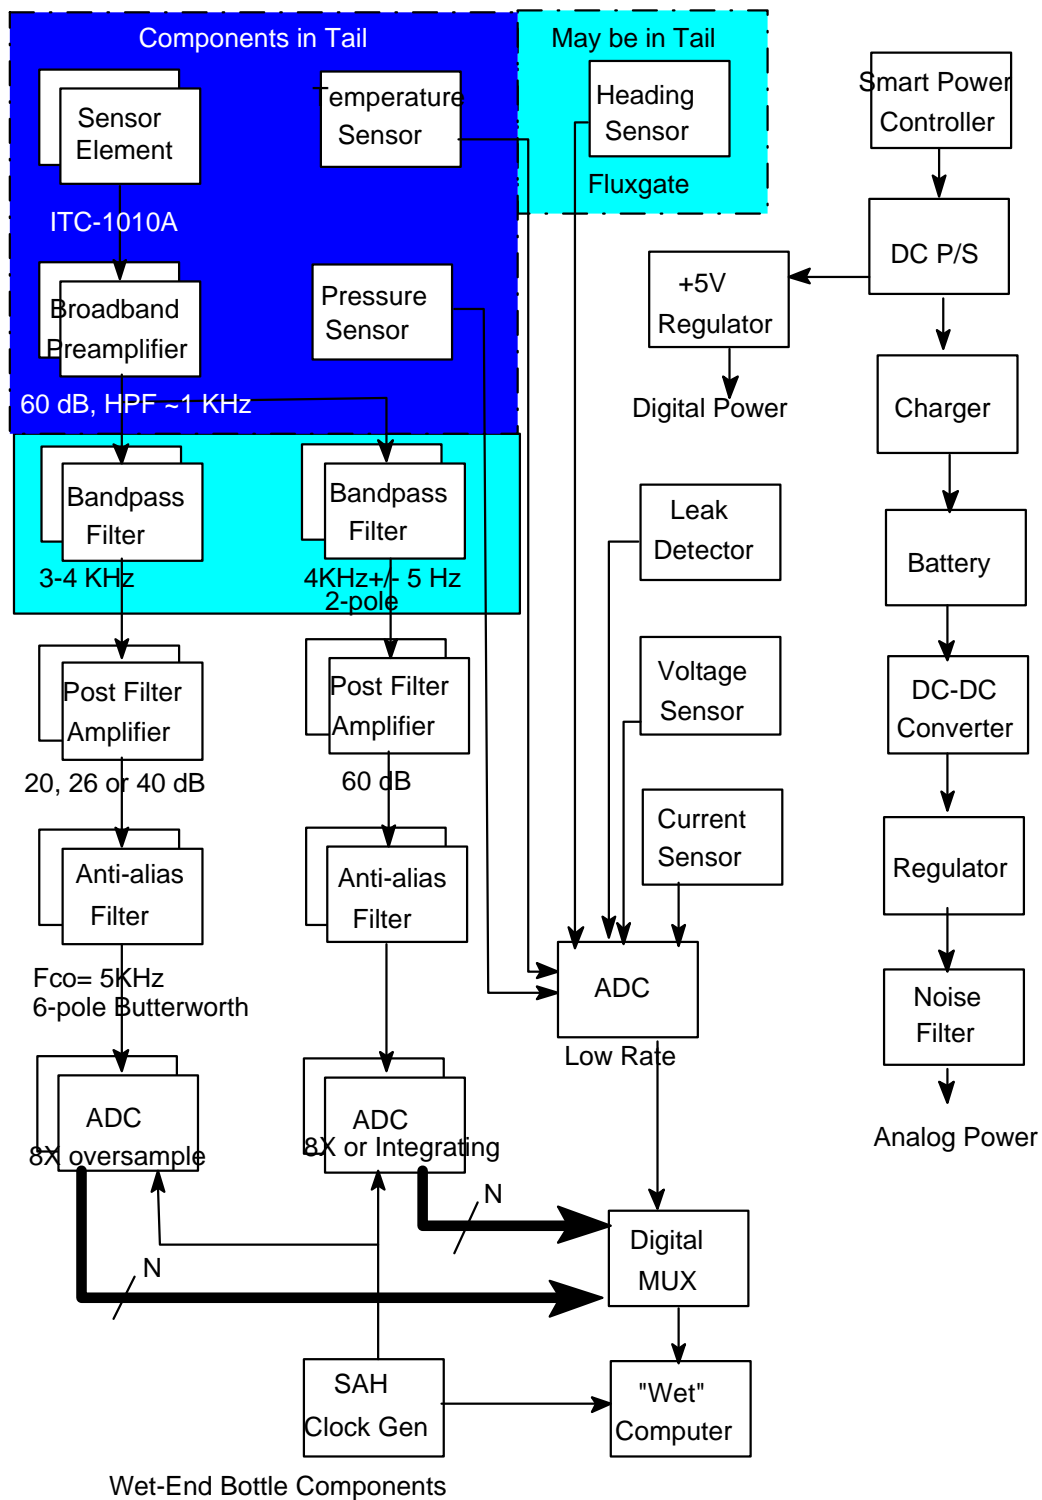 Components in Tail
May be in Tail
Sensor
Element
Temperature
Sensor
Heading
Sensor
Fluxgate
Smart Power
Controller
ITC-1010A
DC P/S
+5V
Regulator
Broadband
Preamplifier
Pressure
Sensor
60 dB, HPF ~1 KHz
Digital Power
Charger
Bandpass
Filter
3-4 KHz
Bandpass
Filter
4KHz+/- 5 Hz
2-pole
Leak
Detector
Battery
Post Filter
Amplifier
20, 26 or 40 dB
Post Filter
Amplifier
60 dB
Voltage
Sensor
DC-DC
Converter
Current
Sensor
Regulator
Anti-alias
Filter
Fco= 5KHz
6-pole Butterworth
Anti-alias
Filter
ADC
Low Rate
Noise
Filter
Analog Power
ADC
8X oversample
ADC
8X or Integrating
N
N
Digital
MUX
SAH
Clock Gen
"Wet"
Computer
Wet-End Bottle Components